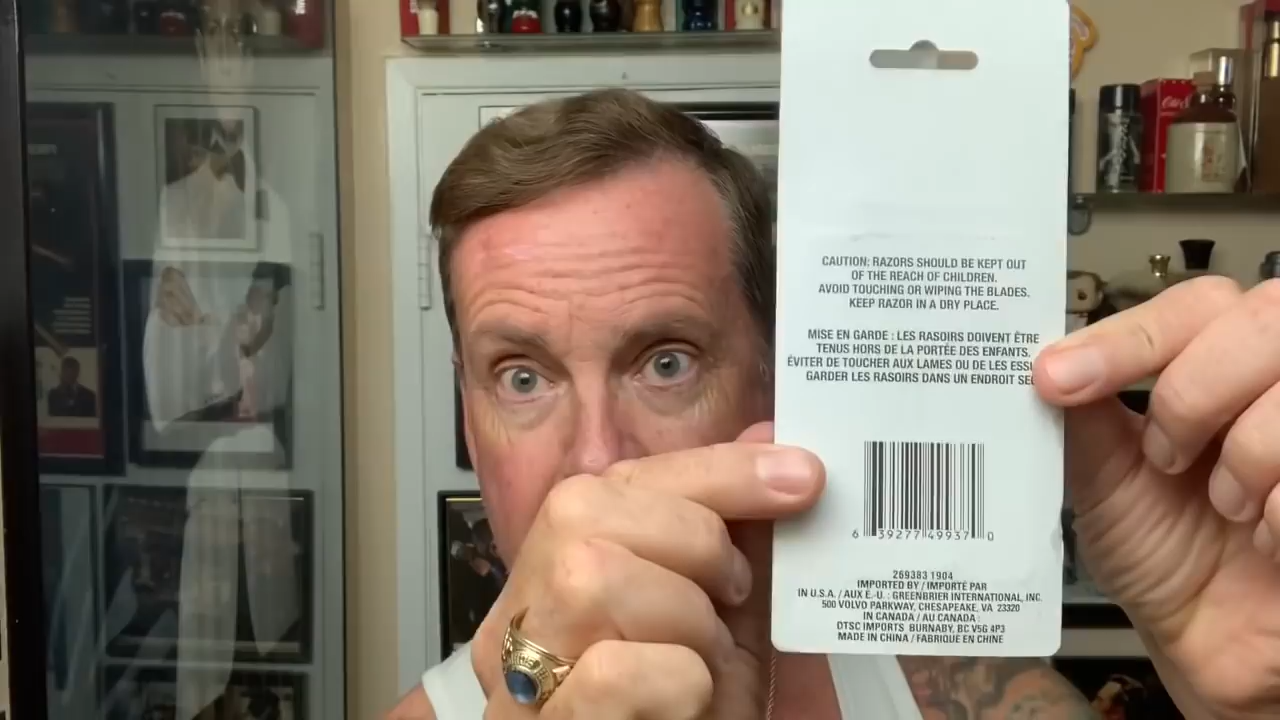 CAUTION: RAZORS SHOULD BE KEPT OUT
OF THE REACH OF CHILDREN.
AVOID TOUCHING OR WIPING THE BLADES.
KEEP RAZOR IN A DRY PLACE.
MISE EN GARDE : LES RASOIRS DOIVENT ÊTRE
TENUS HORS DE LA PORTÉE DES ENFANTS.
ÉVITER DE TOUCHER AUX LAMES OU DE LES
GARDER LES RASOIRS DANS UN ENDROIT
6 39277 49937 0
269383 1904
IMPORTED BY / IMPORTÉ PAR
IN U.S.A. / AUX É.-U. : GREENBRIER INTERNATIONAL, INC.
500 VOLVO PARKWAY, CHESAPEAKE, VA 23320
IN CANADA / AU CANADA :
DTSC IMPORTS BURNABY, BC V5G 4P3
MADE IN CHINA / FABRIQUÉ EN CHINE